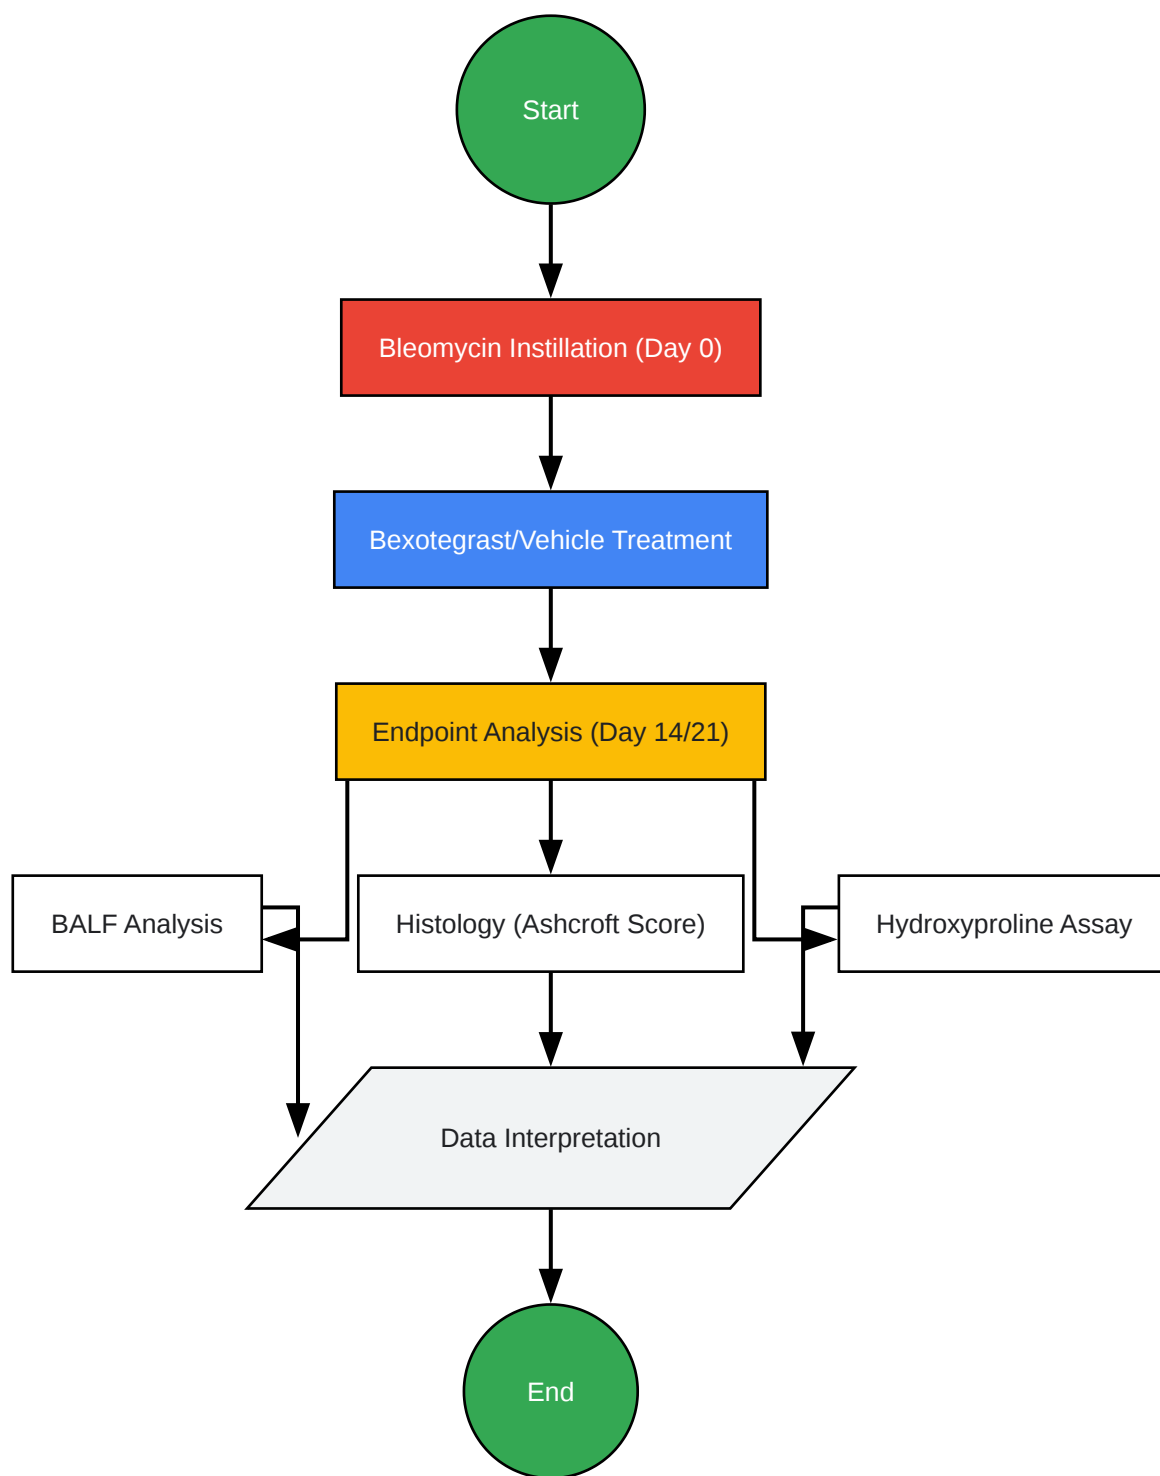 Start
Bleomycin Instillation (Day 0)
Bexotegrast/Vehicle Treatment
Endpoint Analysis (Day 14/21)
BALF Analysis
Histology (Ashcroft Score)
Hydroxyproline Assay
Data Interpretation
End